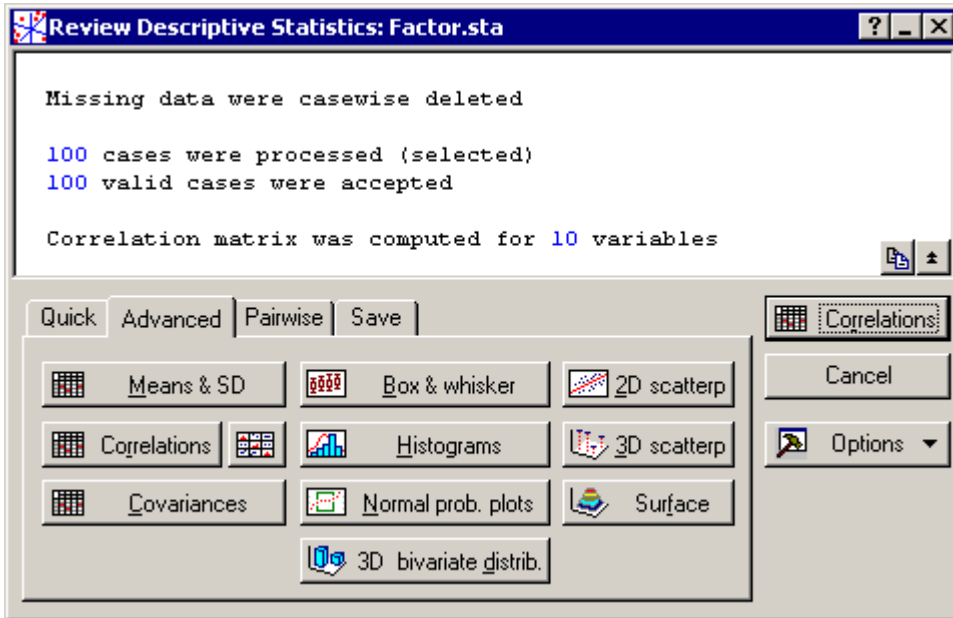 Review Descriptive Statistics: Factor.sta
Missing data were casewise deleted
100 cases were processed (selected)
100 valid cases were accepted
Correlation matrix was computed for 10 variables
Quick Advanced Pairwise Save
Correlations
Means & SD Box & whisker 2D scatterp
Cancel
Correlations Histograms 3D scatterp
Options
Covariances Normal prob. plots Surface
3D bivariate distrib.